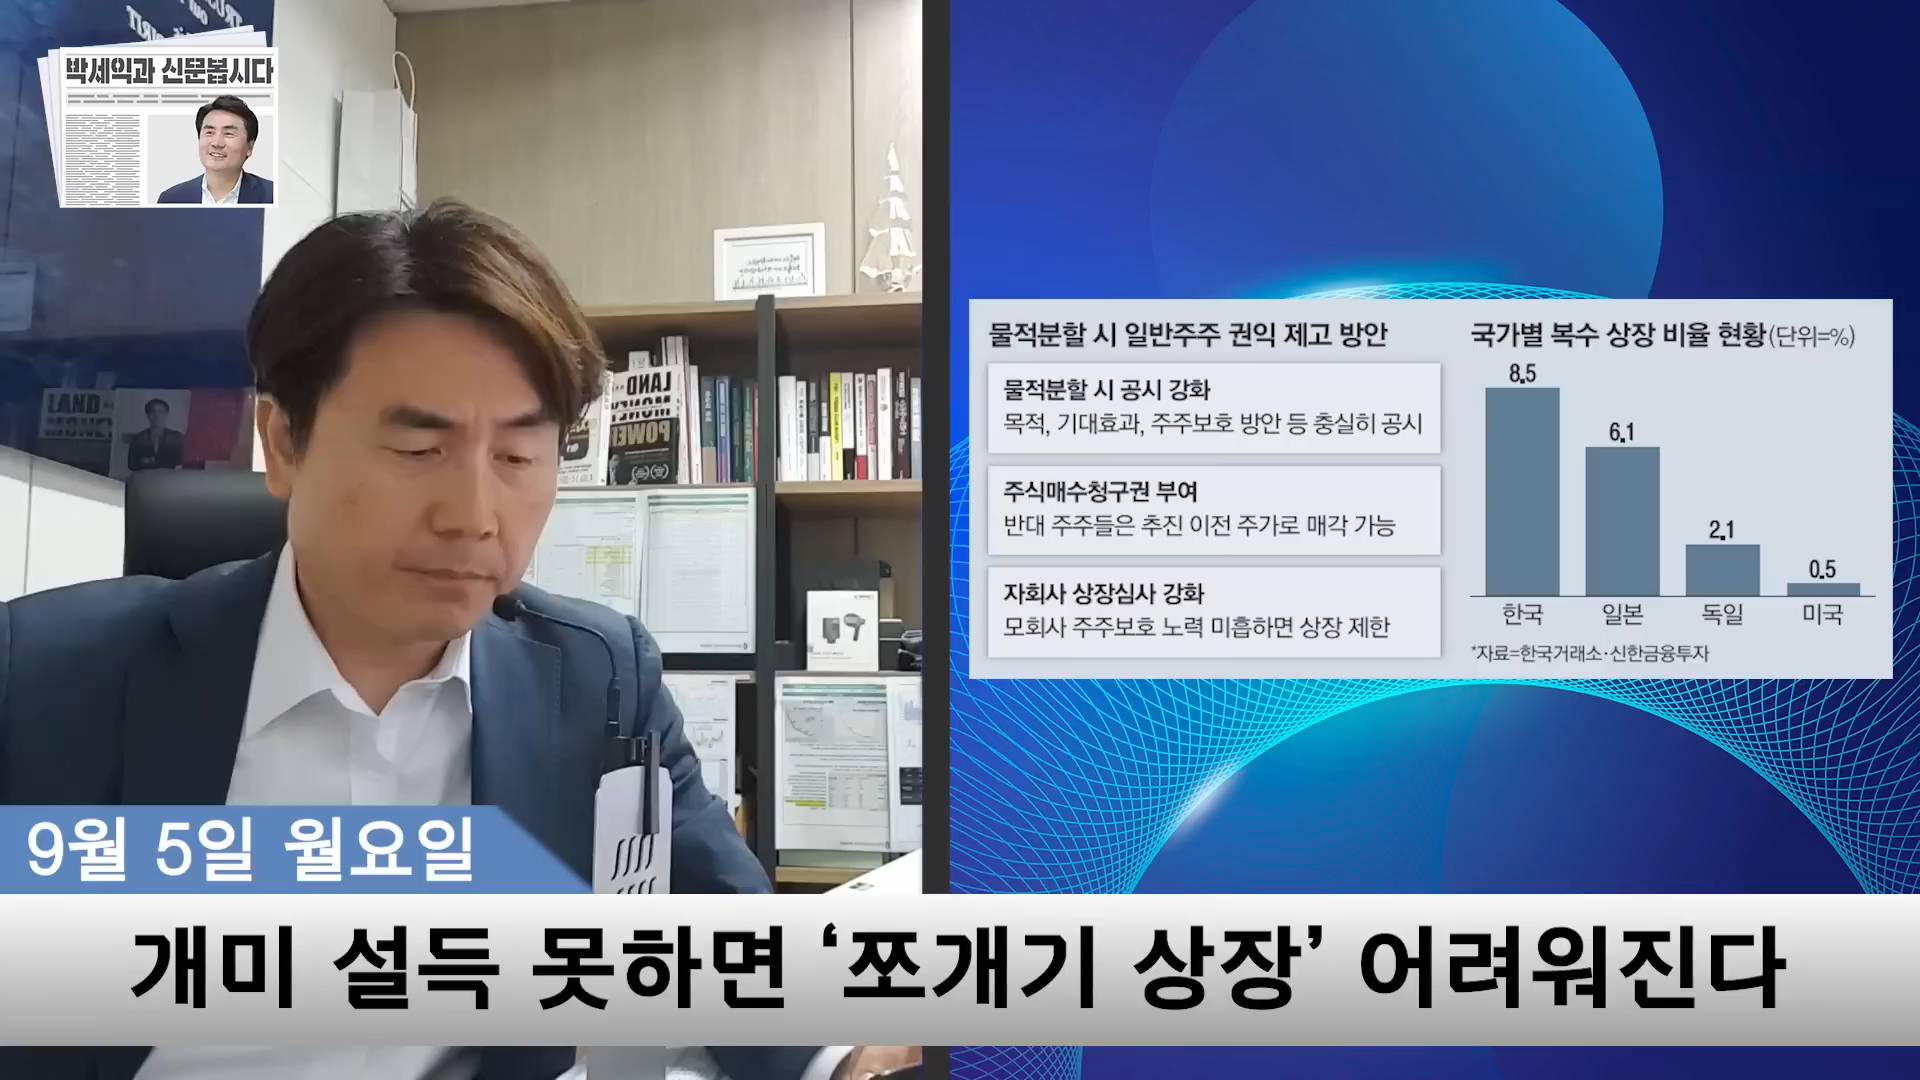 박세익과 신문봅시다
LAND
MONEY
POWER
물적분할 시 일반주주 권익 제고 방안
물적분할 시 공시 강화
목적, 기대효과, 주주보호 방안 등 충실히 공시
주식매수청구권 부여
반대 주주들은 추진 이전 주가로 매각 가능
자회사 상장심사 강화
모회사 주주보호 노력 미흡하면 상장 제한
국가별 복수 상장 비율 현황(단위=%)
8.5
6.1
2.1
0.5
한국 일본 독일 미국
*자료=한국거래소·신한금융투자
9월 5일 월요일
개미 설득 못하면 ‘쪼개기 상장’ 어려워진다